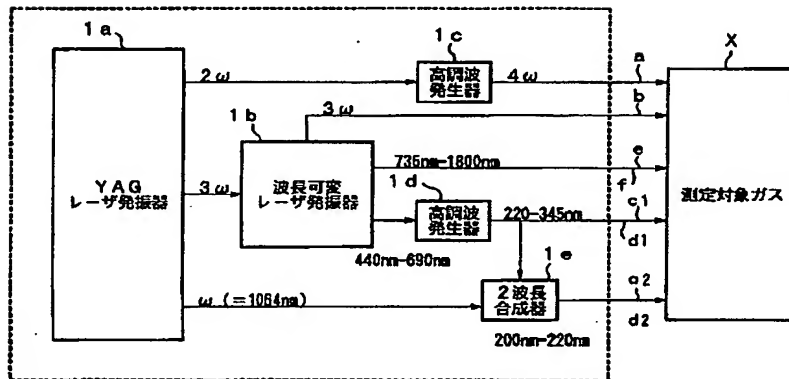 1a
YAG
レーザ発振器
2ω
1c
高調波
発生器
4ω
a
X
測定対象ガス
3ω
b
1b
波長可変
レーザ発振器
3ω
735nm-1800nm
e
f
1d
高調波
発生器
220-345nm
c1
d1
440nm-690nm
1e
2波長
合成器
ω (=1064nm)
c2
d2
200nm-220nm